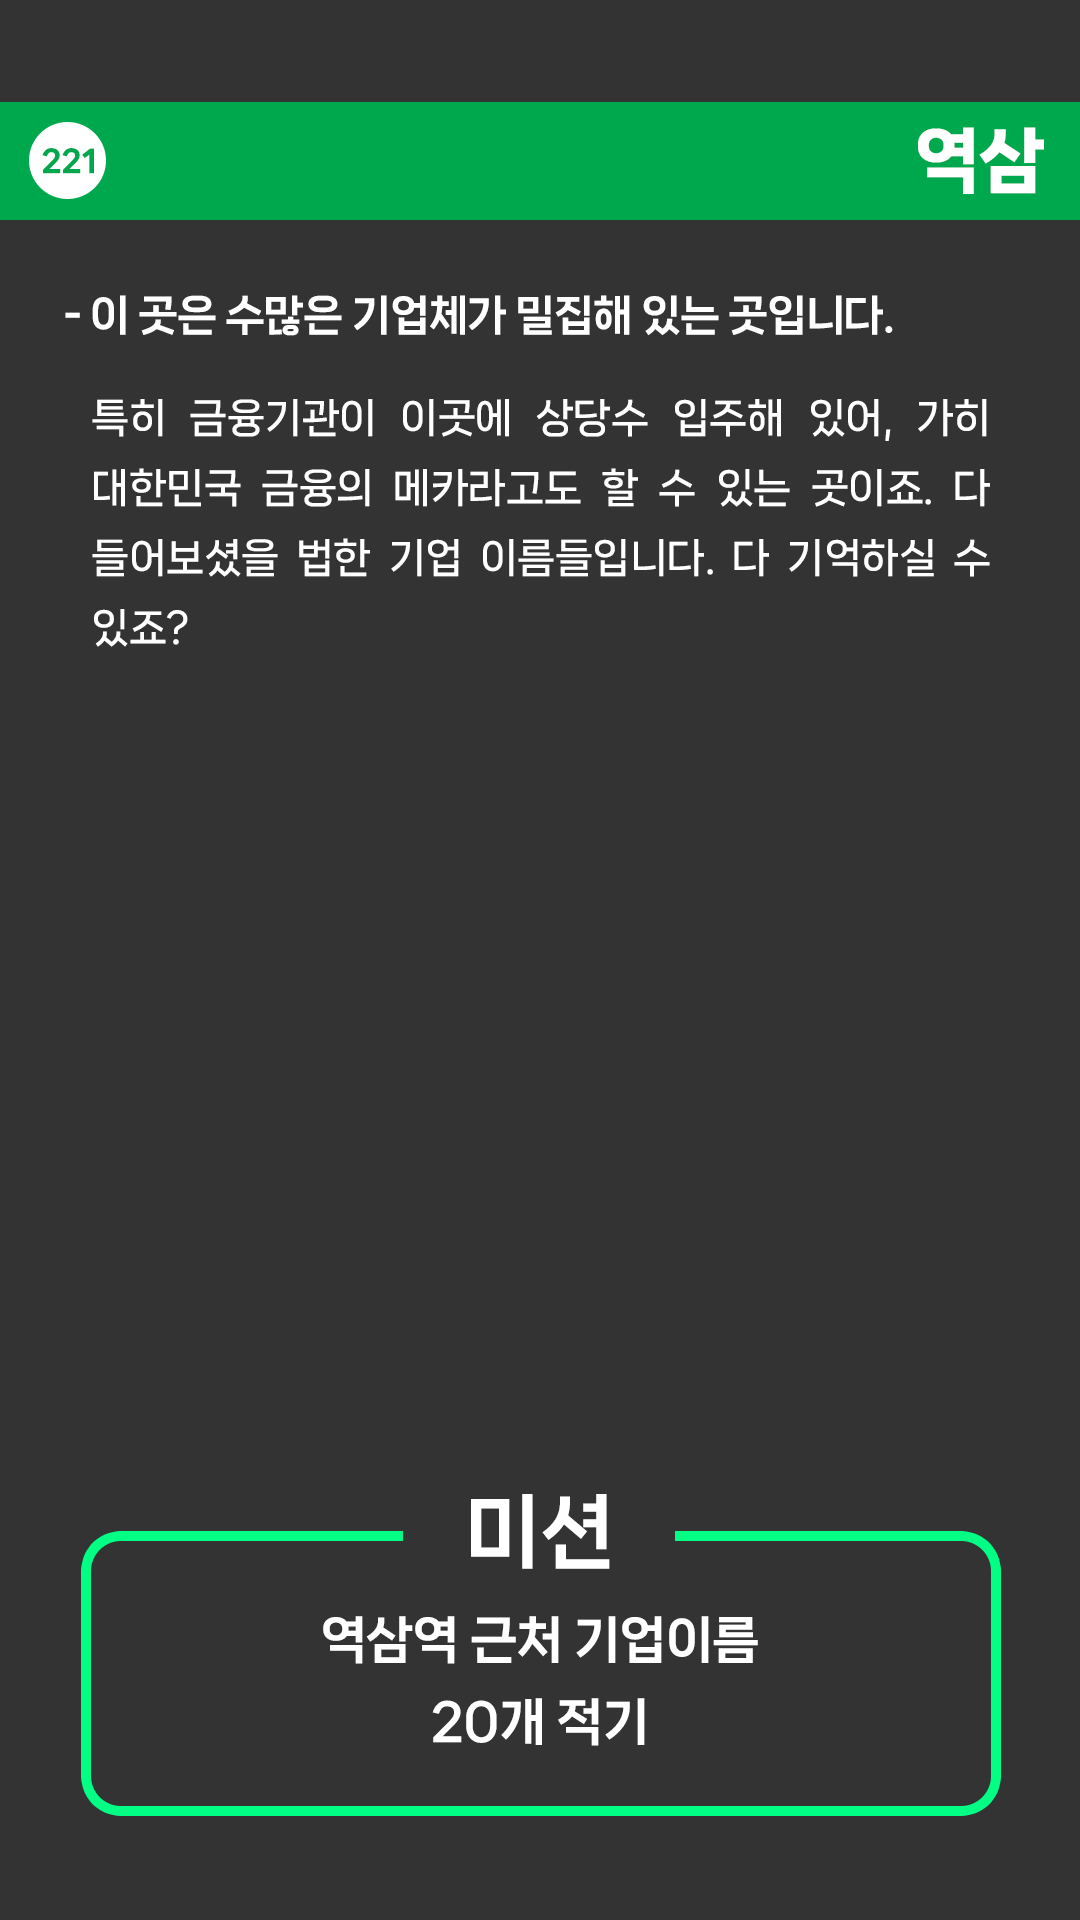 221
역삼
- 이 곳은 수많은 기업체가 밀집해 있는 곳입니다.
특히 금융기관이 이곳에 상당수 입주해 있어, 가히
대한민국 금융의 메카라고도 할 수 있는 곳이죠. 다
들어보셨을 법한 기업 이름들입니다. 다 기억하실 수
있죠?
미션
역삼역 근처 기업이름
20개 적기